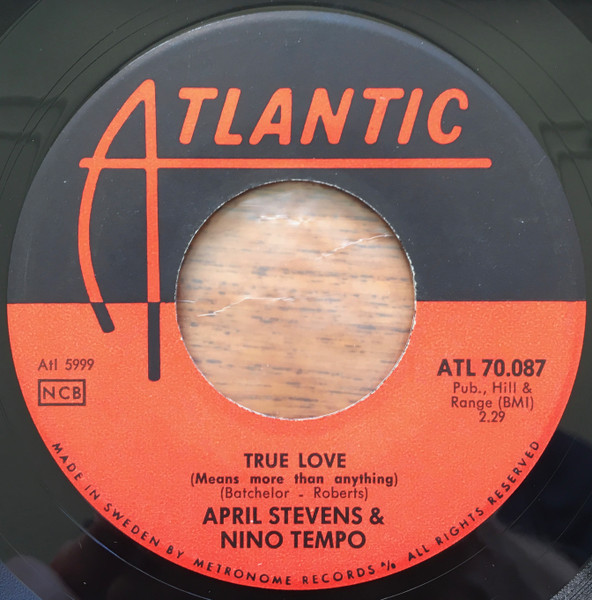 ATLANTIC
Atl 5999
NCB
ATL 70.087
Pub., Hill &
Range (BMI)
2.29
TRUE LOVE
(Means more than anything)
(Batchelor - Roberts)
APRIL STEVENS &
NINO TEMPO
MADE IN SWEDEN BY METRONOME RECORDS A/B ALL RIGHTS RESERVED